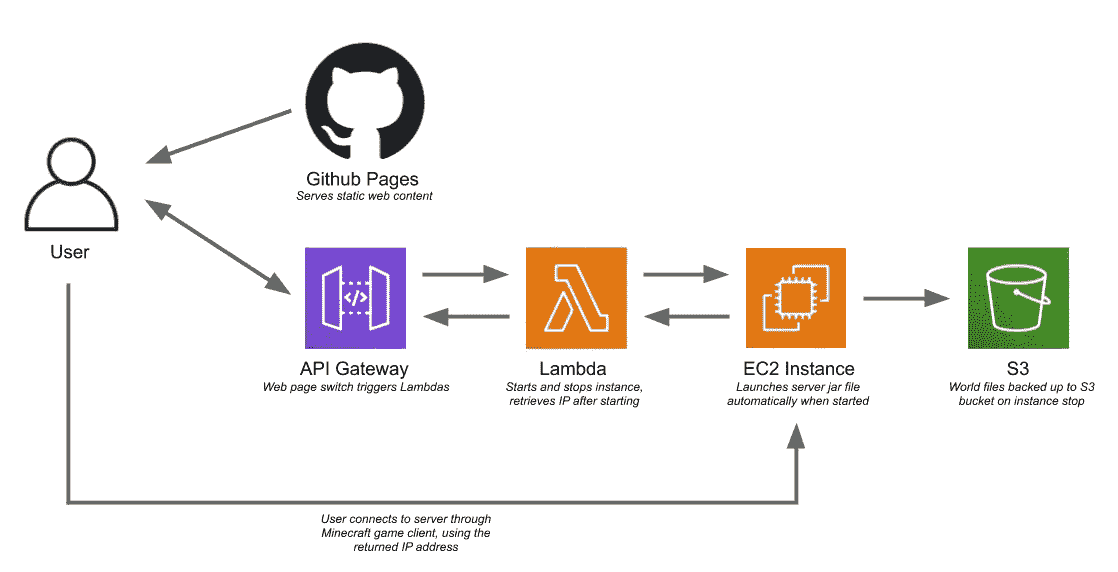 Github Pages
Serves static web content
User
API Gateway
Web page switch triggers Lambdas
Lambda
Starts and stops instance,
retrieves IP after starting
EC2 Instance
Launches server jar file
automatically when started
S3
World files backed up to S3
bucket on instance stop
User connects to server through
Minecraft game client, using the
returned IP address